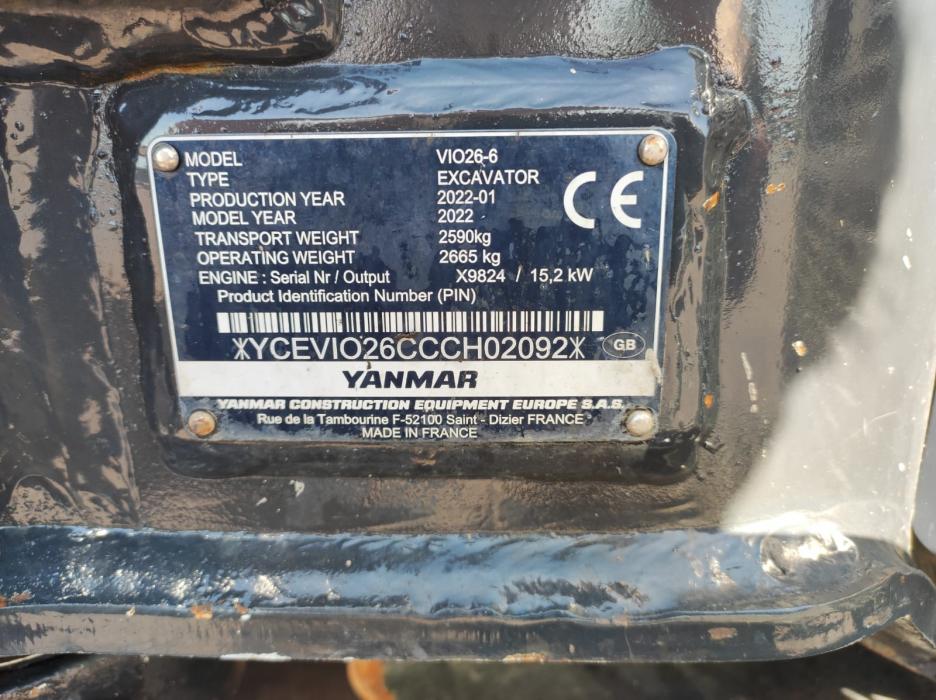 MODEL VIO26-6
TYPE EXCAVATOR
PRODUCTION YEAR 2022-01
MODEL YEAR 2022
TRANSPORT WEIGHT 2590kg
OPERATING WEIGHT 2665 kg
ENGINE : Serial Nr / Output X9824 / 15,2 kW
CE
Product Identification Number (PIN)
*YCEVIO26CCCH02092*
GB
YANMAR
YANMAR CONSTRUCTION EQUIPMENT EUROPE S.A.S.
Rue de la Tambourine F-52100 Saint - Dizier FRANCE
MADE IN FRANCE